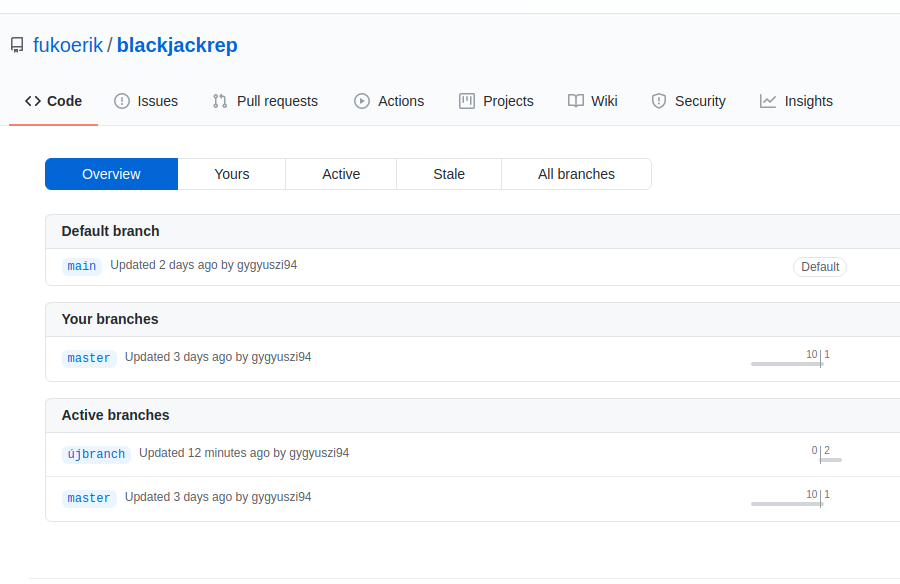 fukoerik / blackjackrep
Code Issues Pull requests Actions Projects Wiki Security Insights
Overview Yours Active Stale All branches
Default branch
main Updated 2 days ago by gygyuszi94 Default
Your branches
master Updated 3 days ago by gygyuszi94 10 1
Active branches
újbranch Updated 12 minutes ago by gygyuszi94 0 2
master Updated 3 days ago by gygyuszi94 10 1